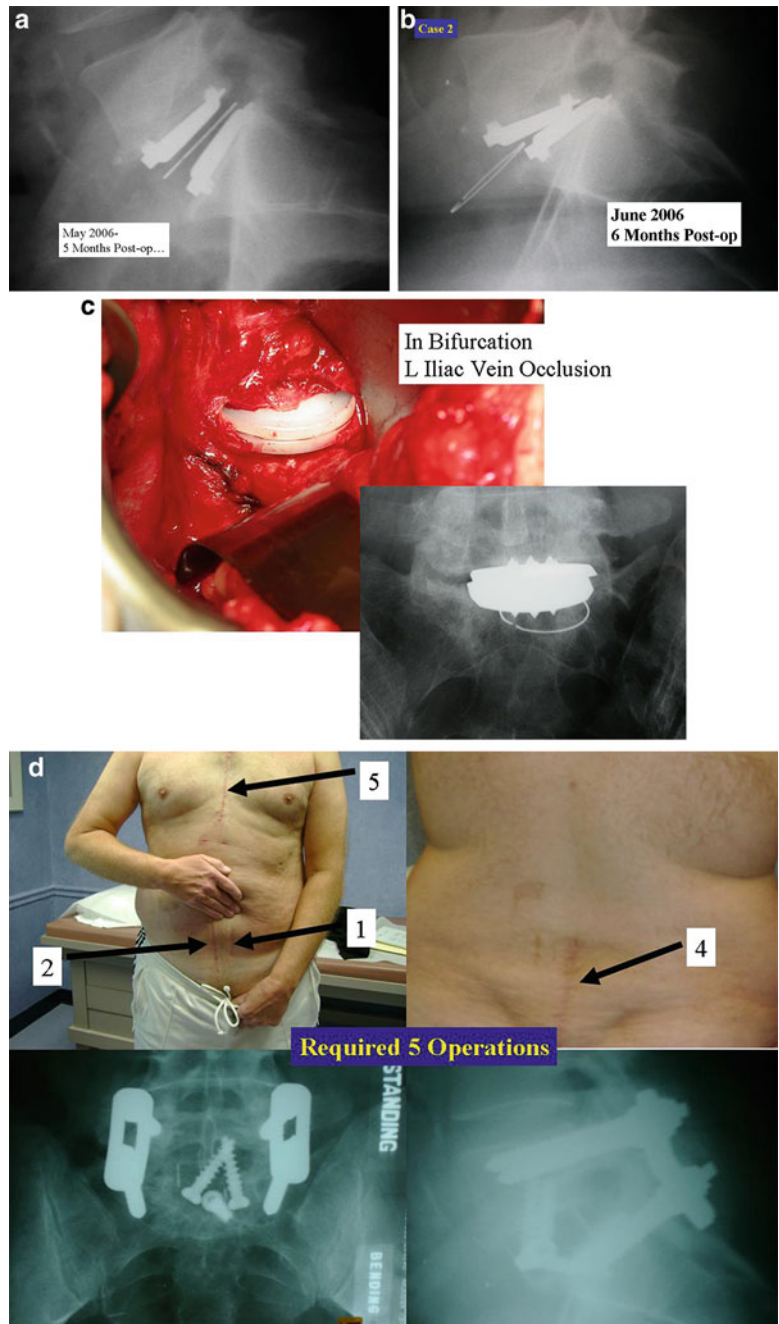 a
May 2006-
5 Months Post-op...
b
Case 2
June 2006
6 Months Post-op
c
In Bifurcation
L Iliac Vein Occlusion
d
5
1
2
4
Required 5 Operations
STANDING
BENDING